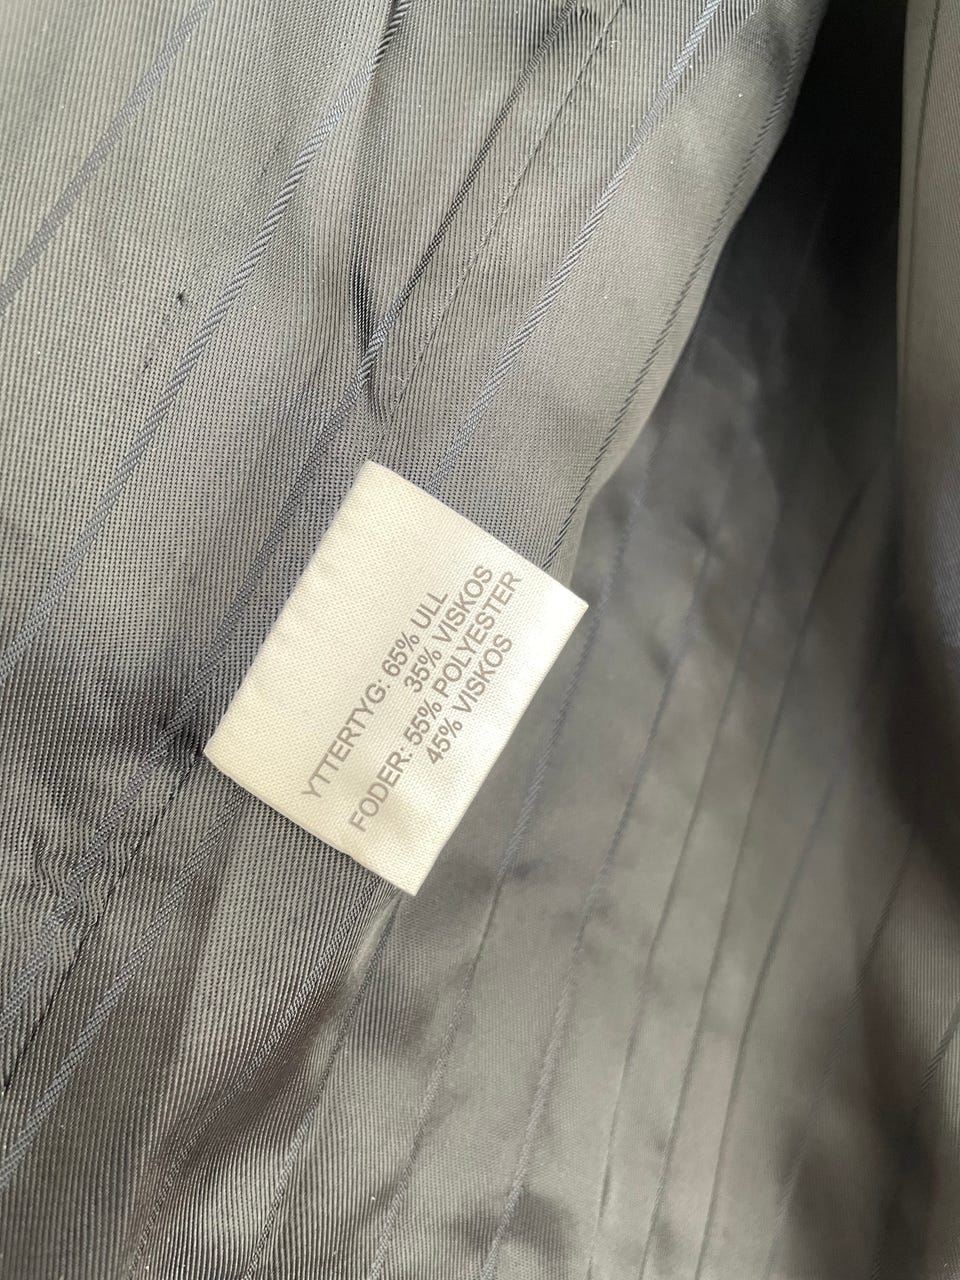 YTTERTYG: 65% ULL
35% VISKOS
FODER: 55% POLYESTER
45% VISKOS